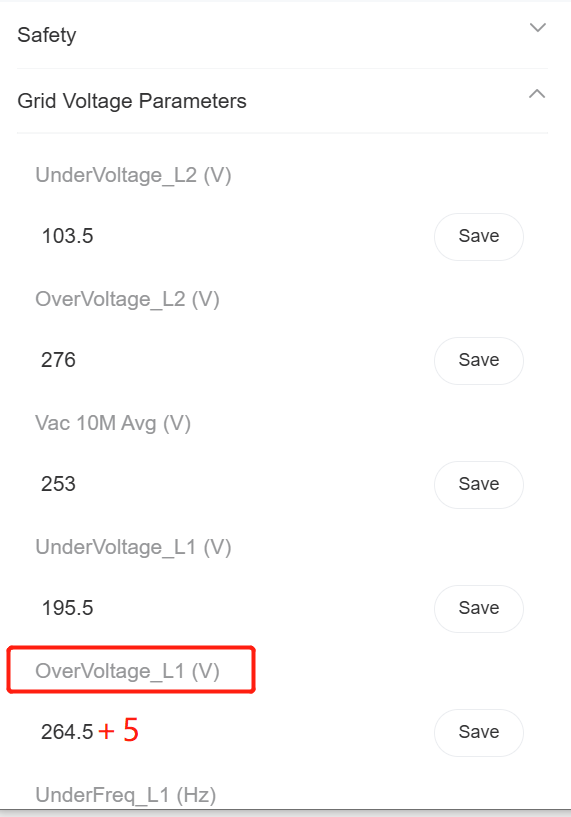 Safety
Grid Voltage Parameters
UnderVoltage_L2 (V)
103.5 Save
OverVoltage_L2 (V)
276 Save
Vac 10M Avg (V)
253 Save
UnderVoltage_L1 (V)
195.5 Save
OverVoltage_L1 (V)
264.5 + 5 Save
UnderFreq_L1 (Hz)